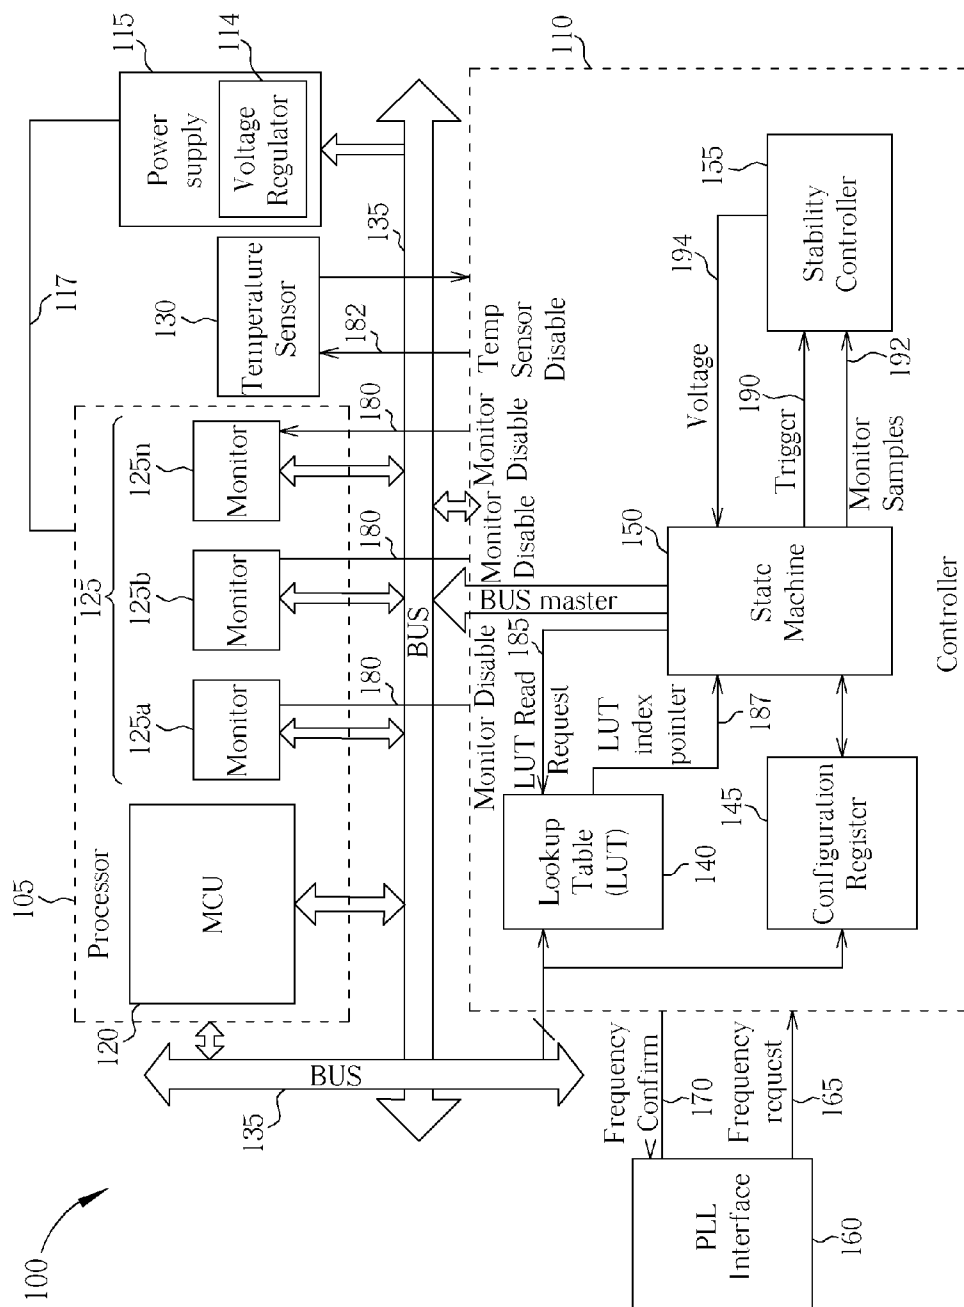 100
105
Processor
120
MCU
125
125a
Monitor
125b
Monitor
125n
Monitor
117
130
Temperature
Sensor
115
Power
supply
114
Voltage
Regulator
135
BUS
135
BUS
180
180
180
182
Monitor Disable
Monitor
Disable
Monitor
Disable
Temp
Sensor
Disable
110
BUS master
185
LUT Read
Request
LUT
index
pointer
187
Lookup
Table
(LUT)
140
145
Configuration
Register
150
State
Machine
Voltage
194
Trigger
190
Monitor
Samples
192
155
Stability
Controller
Controller
Frequency
Confirm
170
Frequency
request
165
PLL
Interface
160